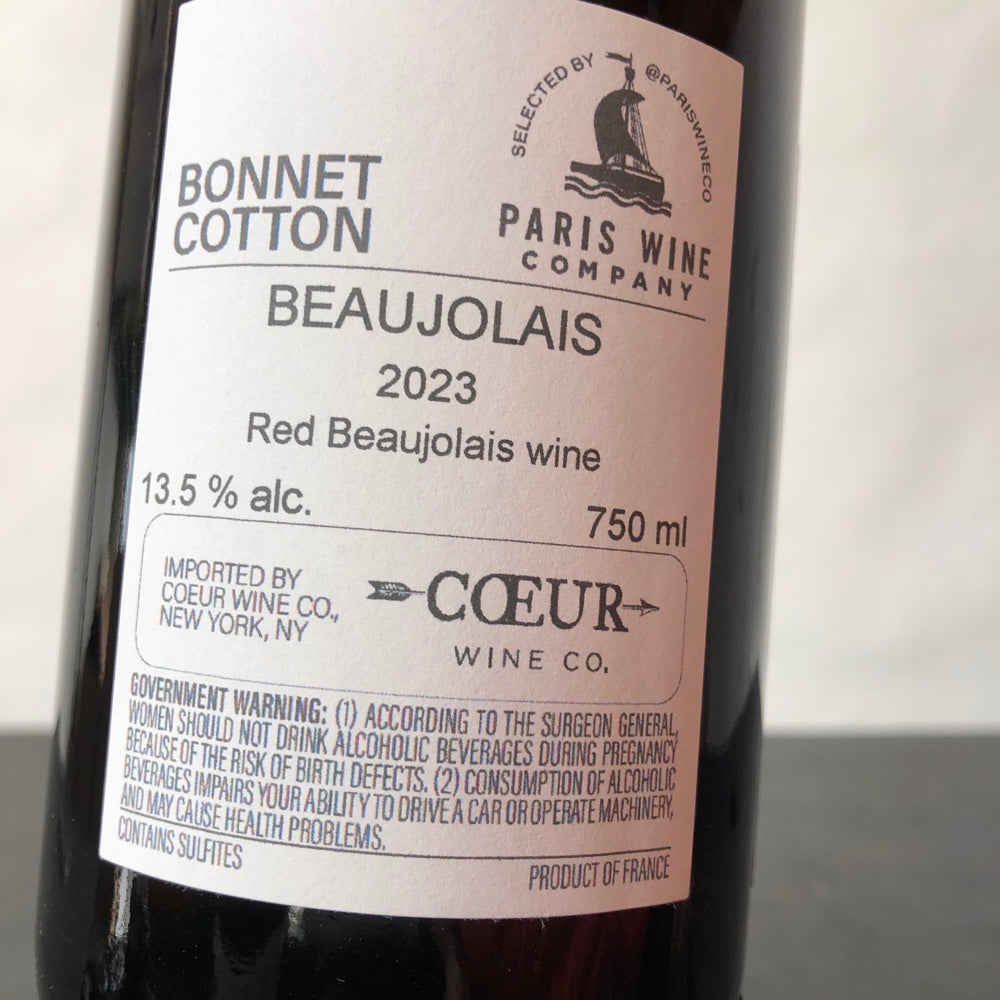 SELECTED BY @PARISWINECO
PARIS WINE
COMPANY
BONNET
COTTON
BEAUJOLAIS
2023
Red Beaujolais wine
13.5 % alc.
750 ml
IMPORTED BY
COEUR WINE CO.,
NEW YORK, NY
CŒUR
WINE CO.
GOVERNMENT WARNING: (1) ACCORDING TO THE SURGEON GENERAL,
WOMEN SHOULD NOT DRINK ALCOHOLIC BEVERAGES DURING PREGNANCY
BECAUSE OF THE RISK OF BIRTH DEFECTS. (2) CONSUMPTION OF ALCOHOLIC
BEVERAGES IMPAIRS YOUR ABILITY TO DRIVE A CAR OR OPERATE MACHINERY,
AND MAY CAUSE HEALTH PROBLEMS.
CONTAINS SULFITES
PRODUCT OF FRANCE